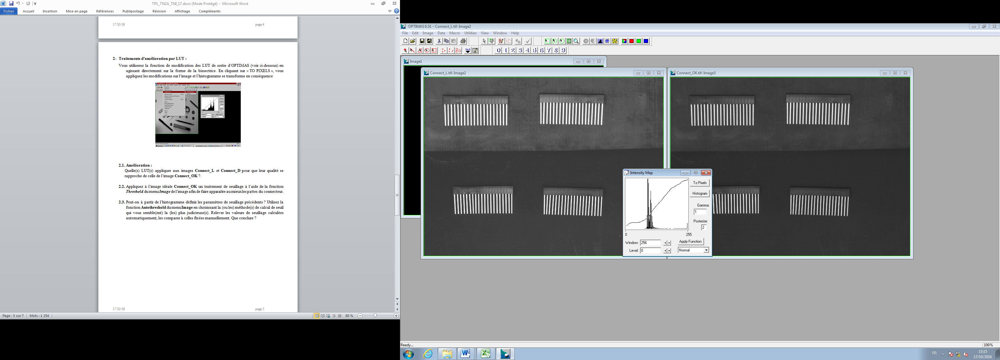 TP1_TN2A_TNI_17.docx (Mode Protégé) - Microsoft Word
Fichier Accueil Insertion Mise en page Références Publipostage Révision Affichage Compléments
17/10/16 page 4
2- Traitements d’amélioration par LUT :
Vous utiliserez la fonction de modification des LUT de sortie d’OPTIMAS (voir ci-dessous) en
agissant directement sur la forme de la bissectrice. En cliquant sur « TO PIXELS », vous
appliquez les modifications sur l’image et l’histogramme se transforme en conséquence
2.1. Amélioration :
Quelle(s) LUT(s) appliquer aux images Connect_L et Connect_D pour que leur qualité se
rapproche de celle de l’image Connect_OK ?.
2.2. Appliquez à l’image idéale Connect_OK un traitement de seuillage à l’aide de la fonction
Threshold du menu Image de l’image afin de faire apparaître au mieux les pattes du connecteur.
2.3. Peut-on à partir de l’histogramme définir les paramètres de seuillage précédents ? Utilisez la
fonction Autothreshold du menu Image en choisissant la (ou les) méthode(s) de calcul de seuil
qui vous semble(ent) la (les) plus judicieuse(s). Relever les valeurs de seuillage calculées
automatiquement, les comparer à celles fixées manuellement. Que conclure ?
17/10/16 page 5
Page : 5 sur 7 Mots : 1 254 80 %
OPTIMAS 6.51 - Connect_L.tif: Image2
File Edit Image Data Macro Utilities View Window Help
0 1 2 3 4 5 6 7 8 9
Image1
Connect_L.tif: Image2
Connect_OK.tif: Image3
Intensity Map
To Pixels
Histogram
Gamma:
1
Posterize:
2
0 255
Window: 256 Apply Function:
Level: 0 Normal
Ready... 100%
FR 15:15
17/10/2016